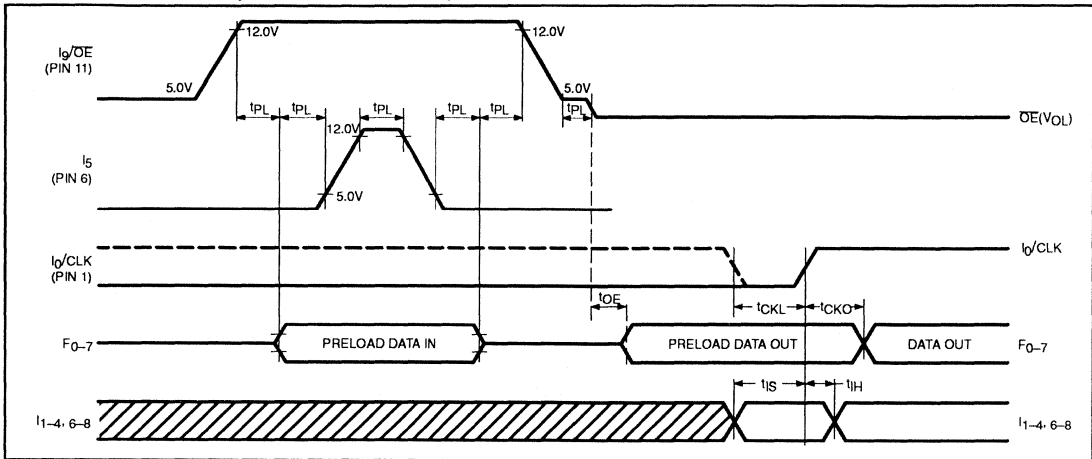 12.0V 12.0V
I9/OE
(PIN 11)
5.0V 5.0V
tPL tPL tPL tPL tPL tPL
OE(VOL)
12.0V
I5
(PIN 6)
5.0V
I0/CLK
(PIN 1)
I0/CLK
tOE tCKL tCKO
F0–7 PRELOAD DATA IN PRELOAD DATA OUT DATA OUT F0–7
tIS tIH
I1–4, 6–8 I1–4, 6–8